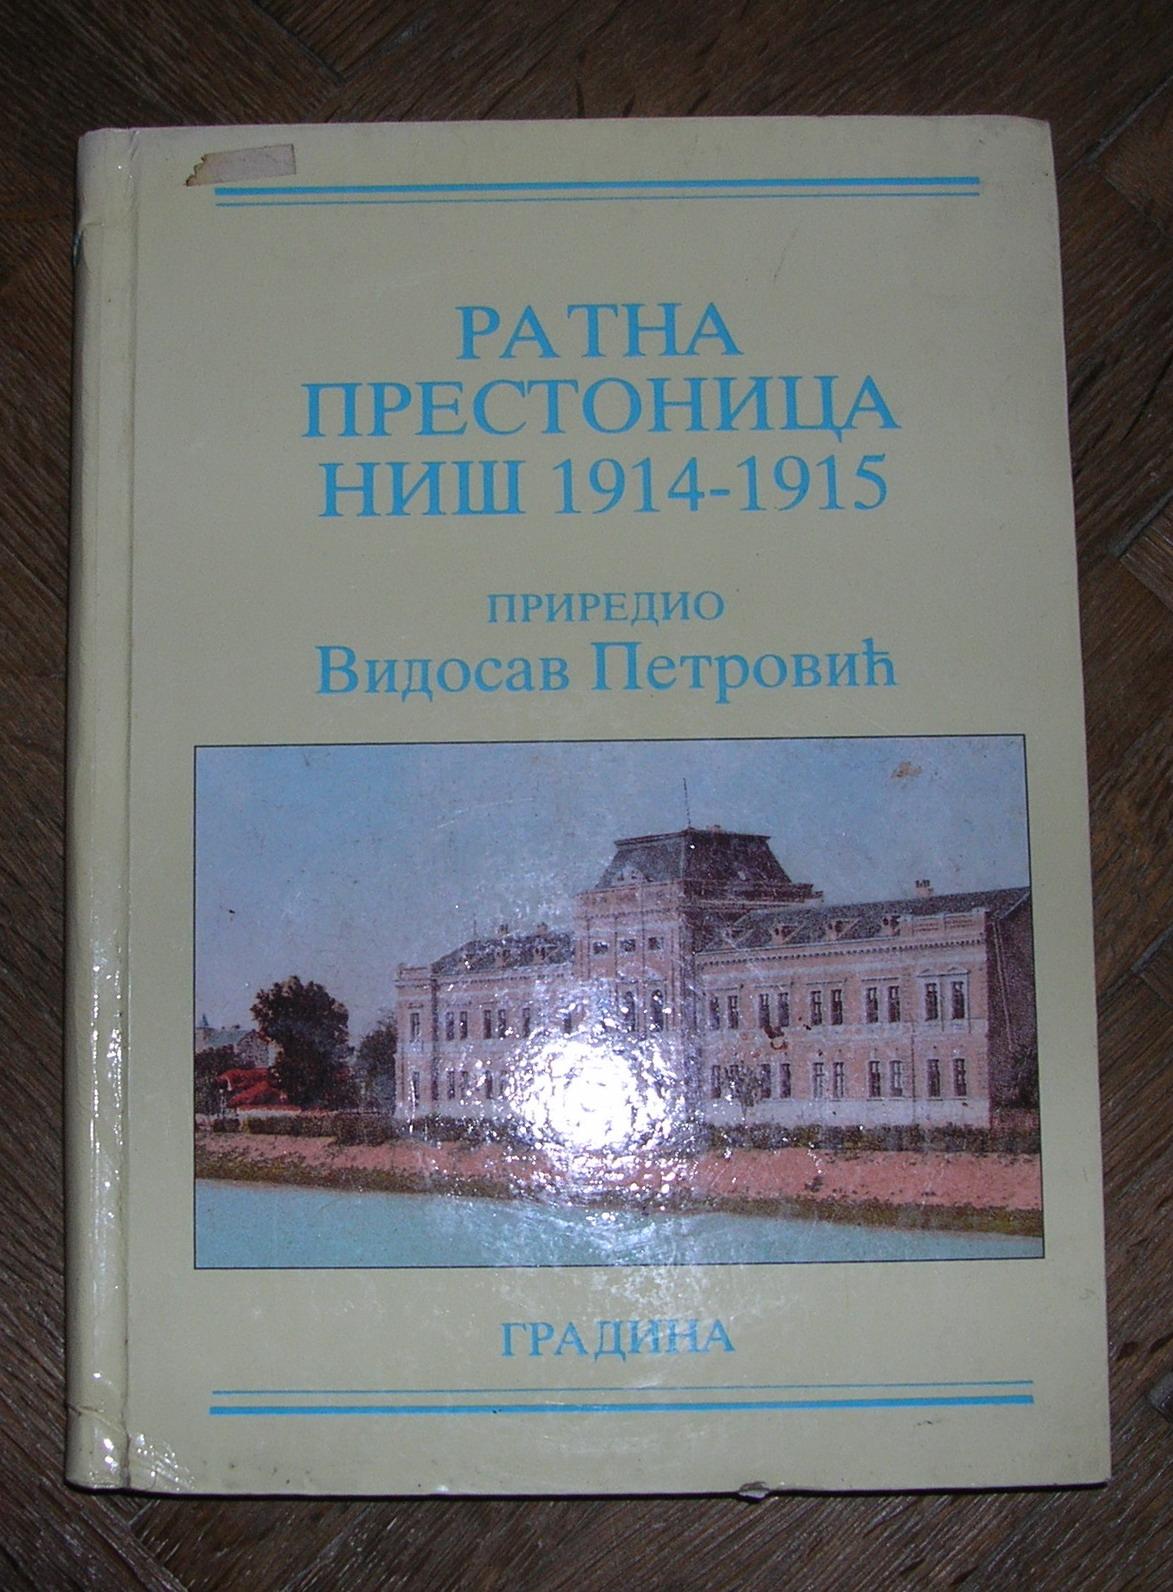 РАТНА
ПРЕСТОНИЦА
НИШ 1914-1915
ПРИРЕДИО
Видосав Петровић
ГРАДИНА